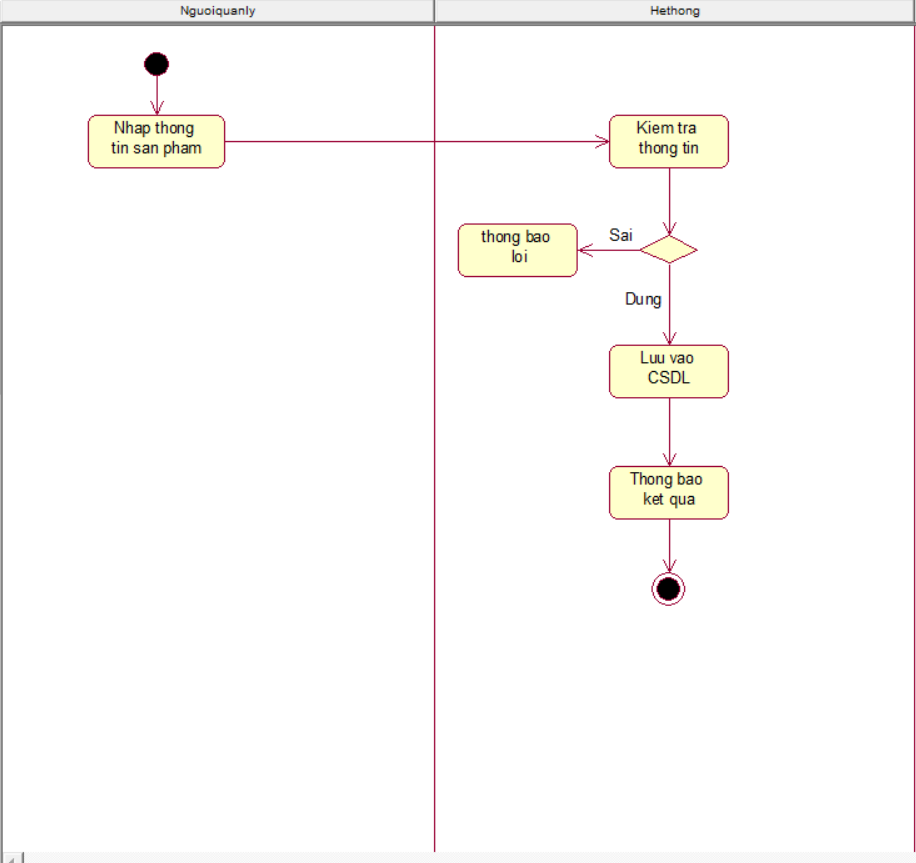 Nguoiquanly
Hethong
Nhap thong
tin san pham
Kiem tra
thong tin
Sai
thong bao
loi
Dung
Luu vao
CSDL
Thong bao
ket qua